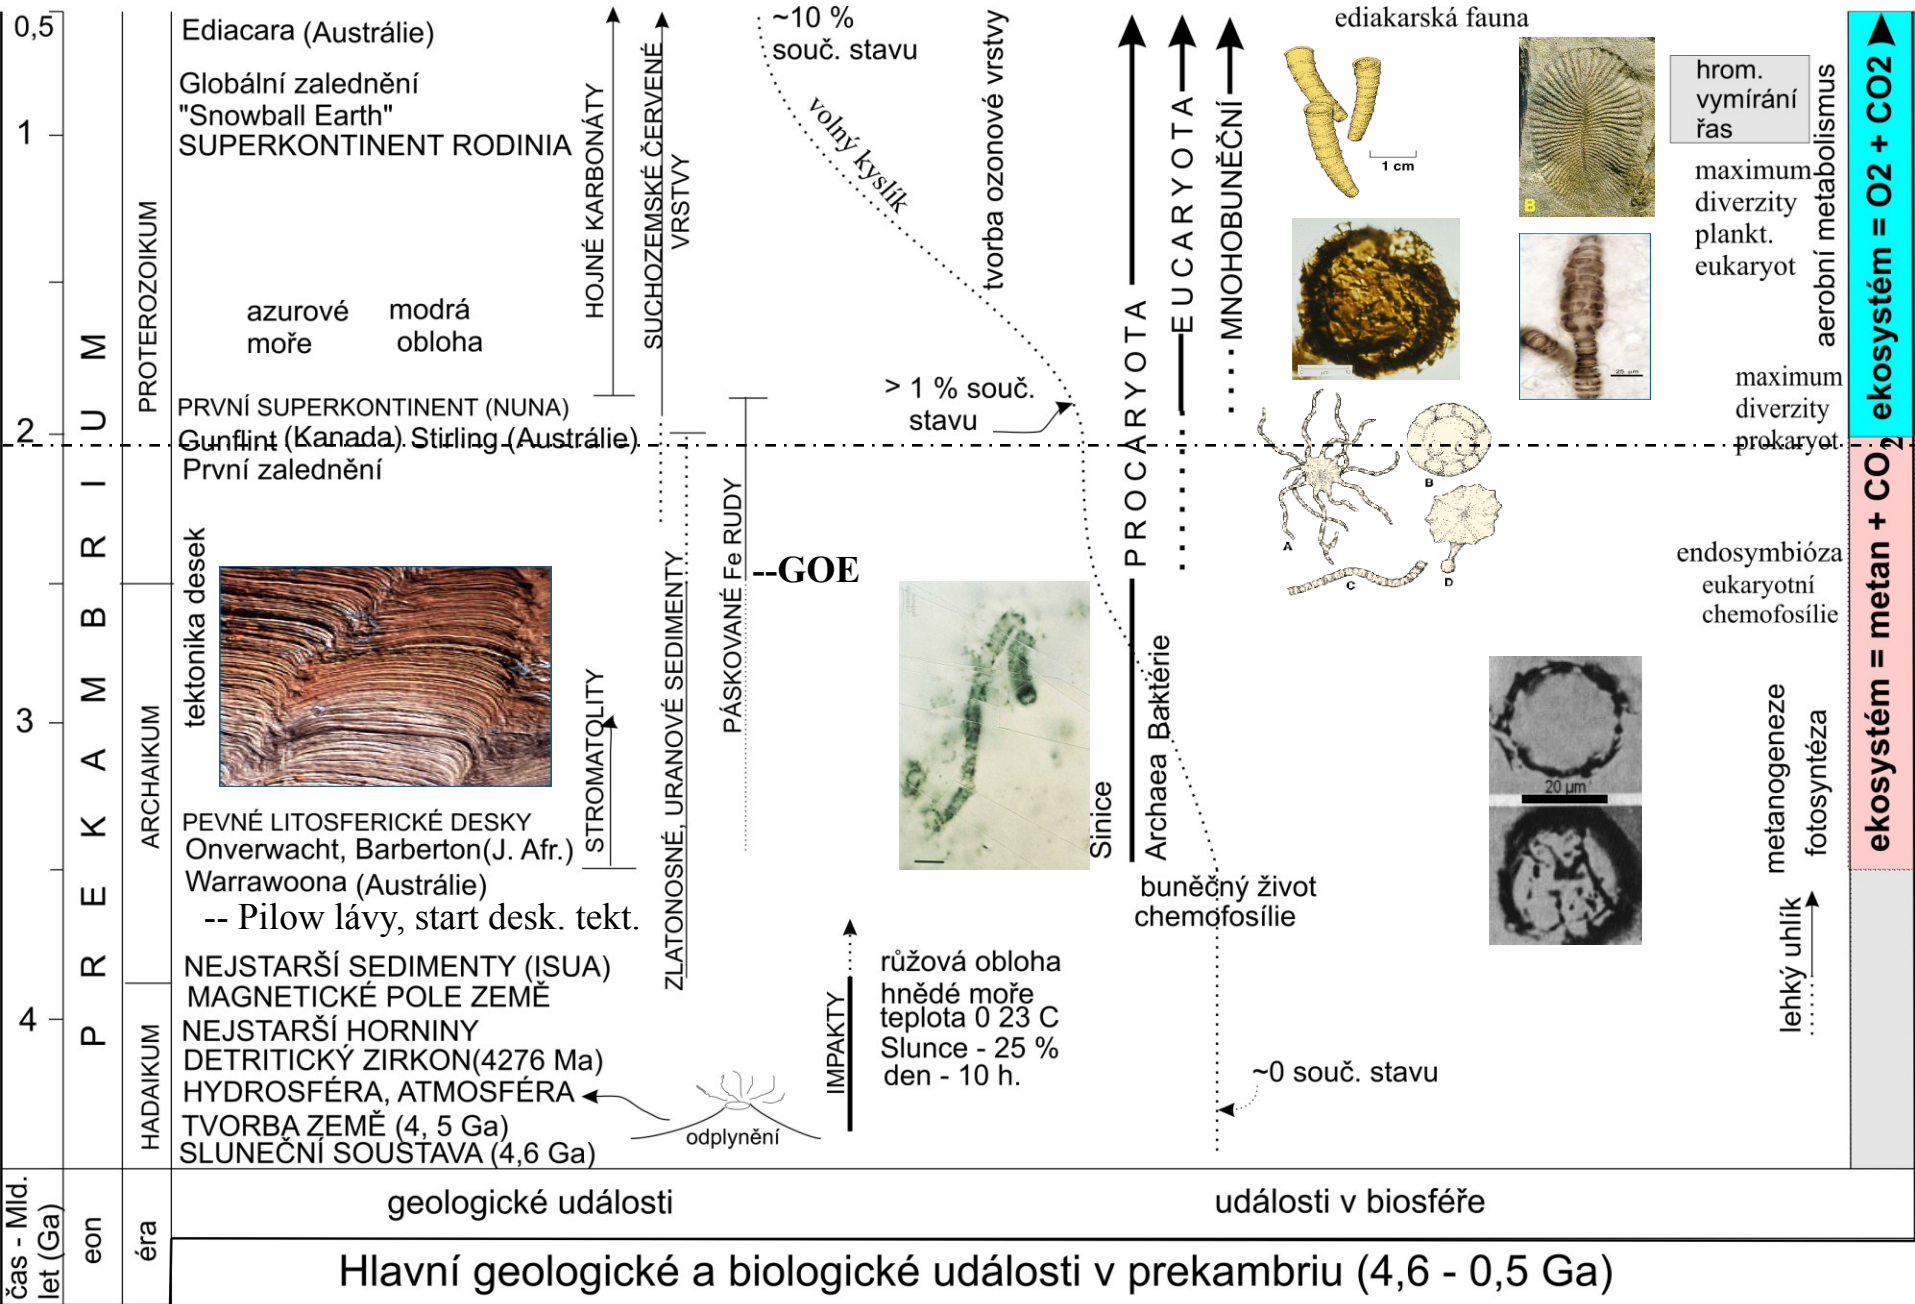 0,5
1
2
3
4
PREKAMBRIUM
PROTEROZOIKUM
ARCHAIKUM
HADAIKUM
Ediacara (Austrálie)
Globální zalednění
"Snowball Earth"
SUPERKONTINENT RODINIA
azurové
moře
modrá
obloha
PRVNÍ SUPERKONTINENT (NUNA)
Gunflint (Kanada) Stirling (Austrálie)
První zalednění
tektonika desek
PEVNÉ LITOSFERICKÉ DESKY
Onverwacht, Barberton(J. Afr.)
Warrawoona (Austrálie)
-- Pilow lávy, start desk. tekt.
NEJSTARŠÍ SEDIMENTY (ISUA)
MAGNETICKÉ POLE ZEMĚ
NEJSTARŠÍ HORNINY
DETRITICKÝ ZIRKON(4276 Ma)
HYDROSFÉRA, ATMOSFÉRA
TVORBA ZEMĚ (4, 5 Ga)
SLUNEČNÍ SOUSTAVA (4,6 Ga)
HOJNÉ KARBONÁTY
SUCHOZEMSKÉ ČERVENÉ
VRSTVY
STROMATOLITY
ZLATONOSNÉ, URANOVÉ SEDIMENTY
PÁSKOVANÉ Fe RUDY
--GOE
odplynění
IMPAKTY
~10 %
souč. stavu
volný kyslík
tvorba ozonové vrstvy
> 1 % souč.
stavu
růžová obloha
hnědé moře
teplota 0 23 C
Slunce - 25 %
den - 10 h.
Sinice
PROCARYOTA
Archaea Baktérie
EUCARYOTA
MNOHOBUNĚČNÍ
buněčný život
chemofosílie
~0 souč. stavu
ediakarská fauna
1 cm
B
25 µm
A
B
C
D
20 µm
hrom.
vymírání
řas
maximum
diverzity
plankt.
eukaryot
aerobní metabolismus
maximum
diverzity
prokaryot
endosymbióza
eukaryotní
chemofosílie
metanogeneze
fotosyntéza
lehký uhlík
ekosystém = O2 + CO2
ekosystém = metan + CO2
čas - Mld.
let (Ga)
eon
éra
geologické události
události v biosféře
Hlavní geologické a biologické události v prekambriu (4,6 - 0,5 Ga)